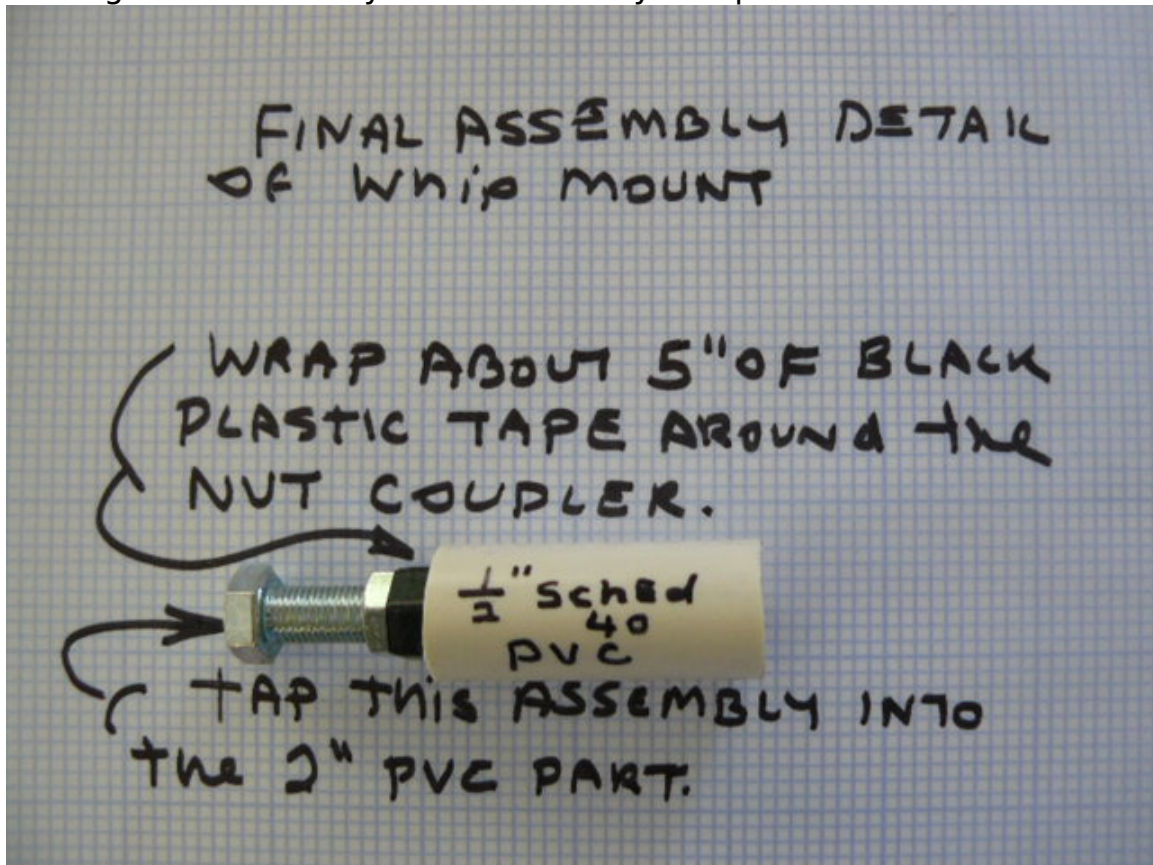 FINAL ASSEMBLY DETAIL
OF Whip MOUNT
WRAP ABOUT 5" OF BLACK
PLASTIC TAPE AROUND the
NUT COUPLER.
1/2" Sched
40
PVC
TAP this ASSEMBLY INTO
the 2" PVC PART.